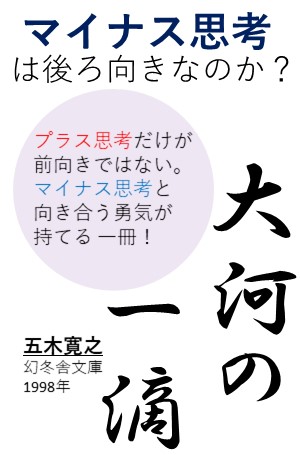 マイナス思考
は後ろ向きなのか？
プラス思考だけが
前向きではない。
マイナス思考と
向き合う勇気が
持てる一冊！
大河の
一滴
五木寛之
幻冬舎文庫
1998年